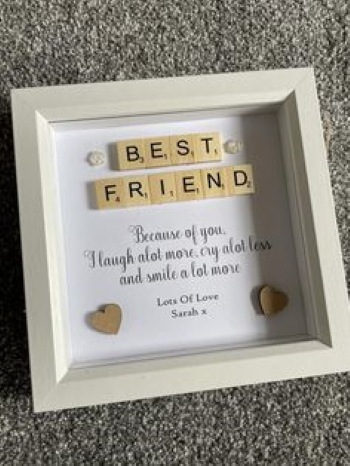 BEST
FRIEND
Because of you,
I laugh alot more, cry alot less
and smile a lot more
Lots Of Love
Sarah x